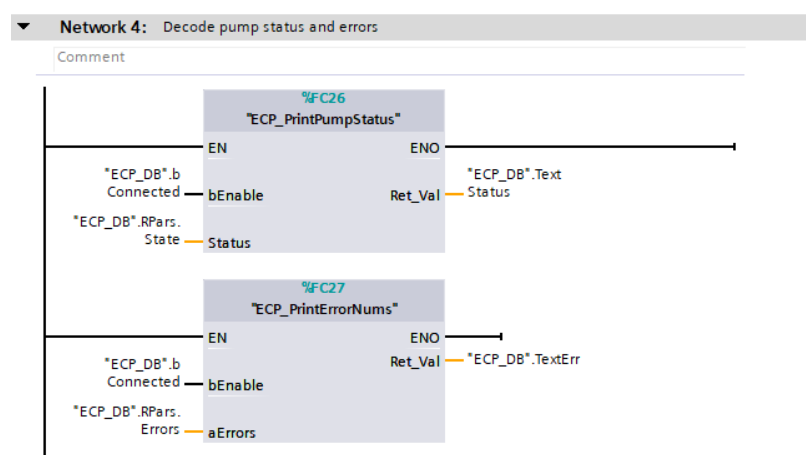 Network 4: Decode pump status and errors
Comment
%FC26
"ECP_PrintPumpStatus"
EN ENO
"ECP_DB".b
Connected
bEnable
Ret_Val
"ECP_DB".Text
Status
"ECP_DB".RPars.
State
Status
%FC27
"ECP_PrintErrorNums"
EN ENO
"ECP_DB".b
Connected
bEnable
Ret_Val
"ECP_DB".TextErr
"ECP_DB".RPars.
Errors
aErrors